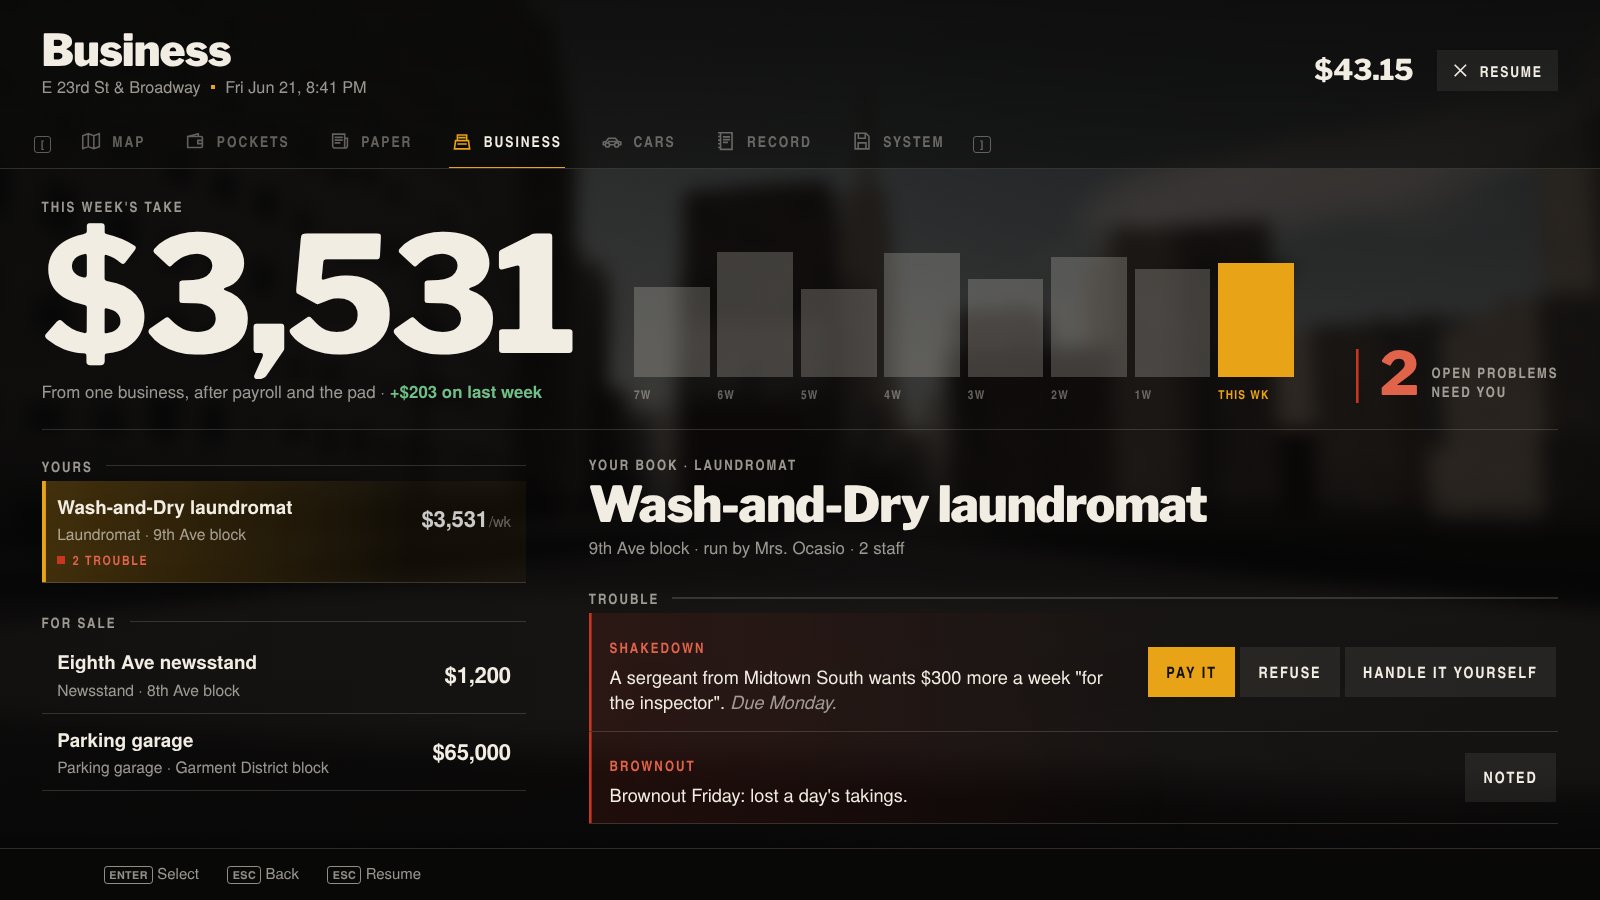 Business
E 23rd St & Broadway ▪ Fri Jun 21, 8:41 PM
$43.15
× RESUME
[
MAP
POCKETS
PAPER
BUSINESS
CARS
RECORD
SYSTEM
]
THIS WEEK'S TAKE
$3,531
From one business, after payroll and the pad · +$203 on last week
7W
6W
5W
4W
3W
2W
1W
THIS WK
2
OPEN PROBLEMS
NEED YOU
YOURS
Wash-and-Dry laundromat
$3,531/wk
Laundromat · 9th Ave block
2 TROUBLE
FOR SALE
Eighth Ave newsstand
$1,200
Newsstand · 8th Ave block
Parking garage
$65,000
Parking garage · Garment District block
YOUR BOOK · LAUNDROMAT
Wash-and-Dry laundromat
9th Ave block · run by Mrs. Ocasio · 2 staff
TROUBLE
SHAKEDOWN
A sergeant from Midtown South wants $300 more a week "for
the inspector". Due Monday.
PAY IT
REFUSE
HANDLE IT YOURSELF
BROWNOUT
Brownout Friday: lost a day's takings.
NOTED
ENTER Select
ESC Back
ESC Resume